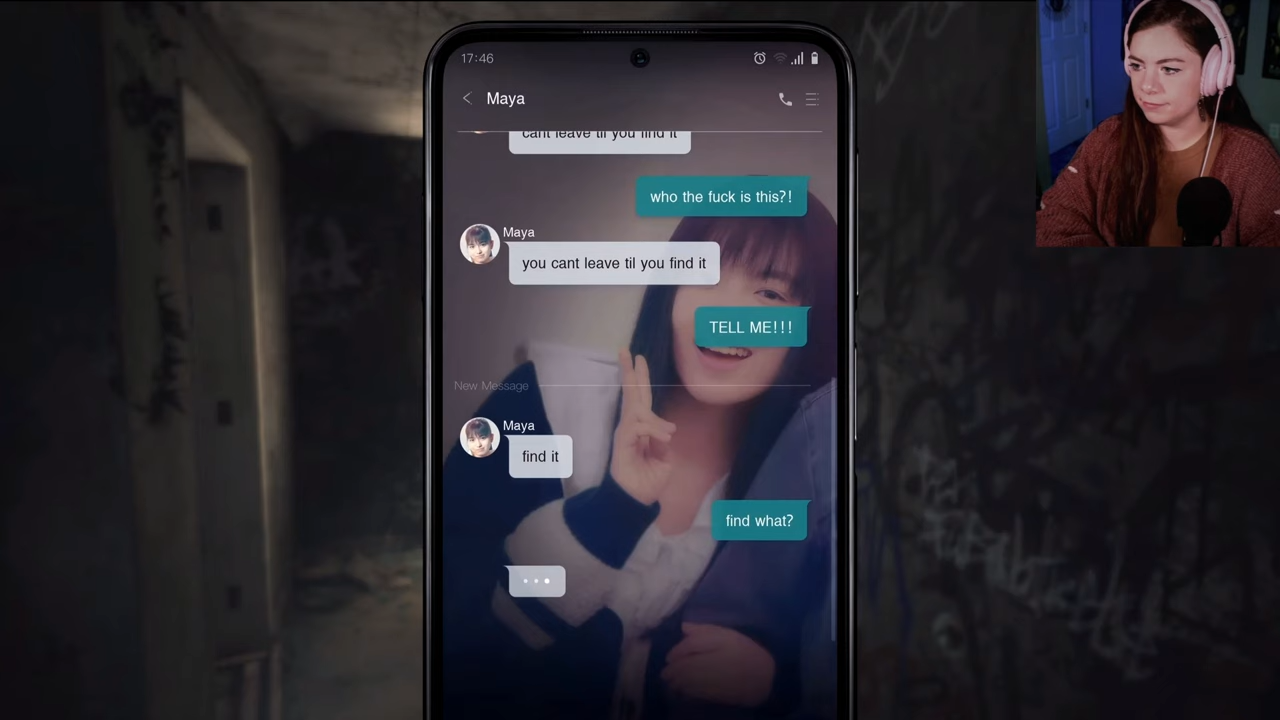 17:46
Maya
cant leave til you find it
who the fuck is this?!
Maya
you cant leave til you find it
TELL ME!!!
New Message
Maya
find it
find what?